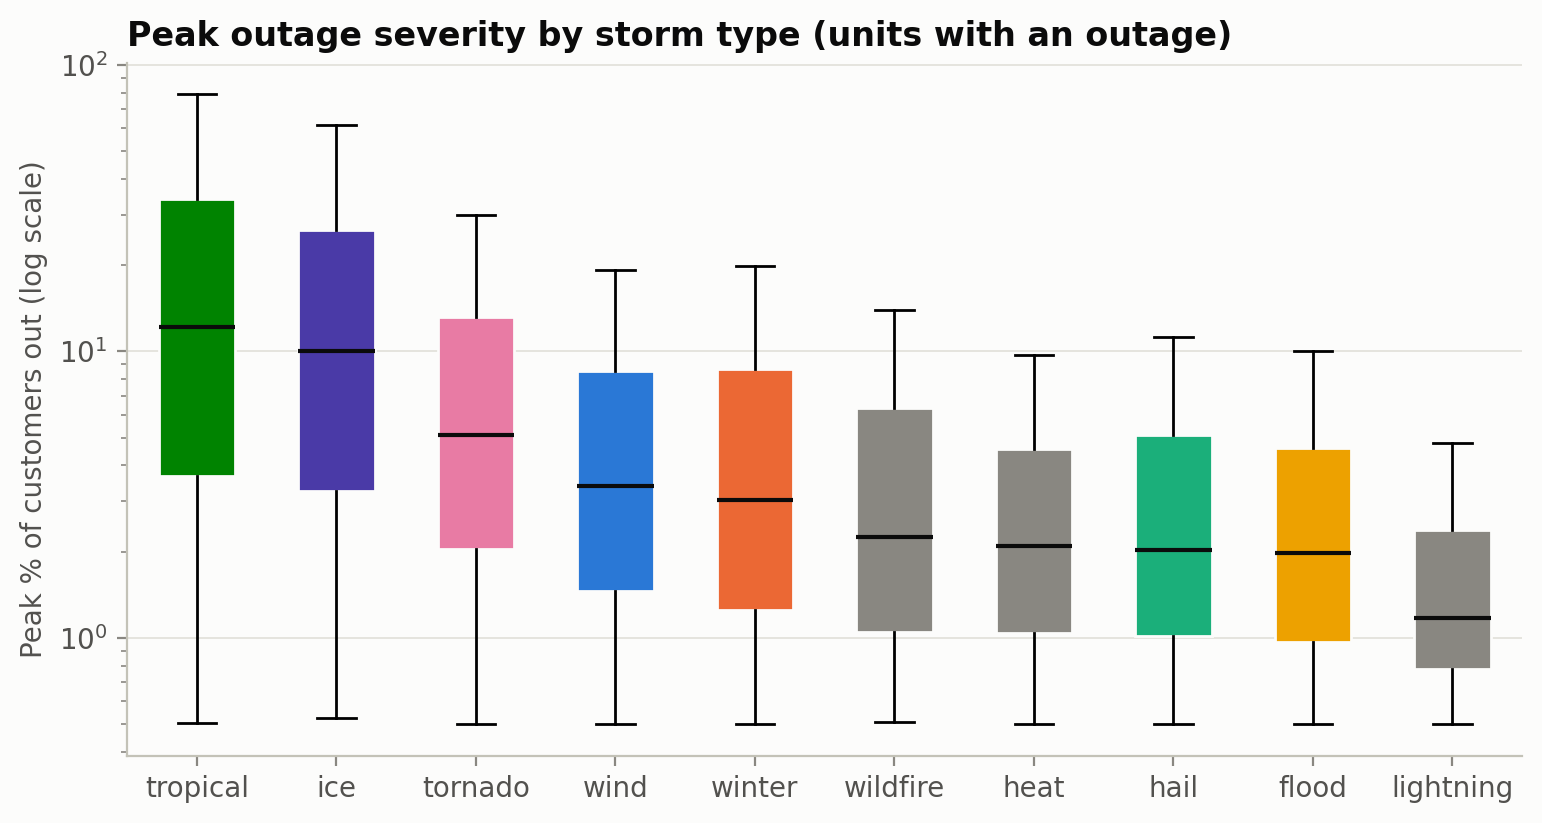 Peak outage severity by storm type (units with an outage)
Peak % of customers out (log scale)
10²
10¹
10⁰
tropical ice tornado wind winter wildfire heat hail flood lightning